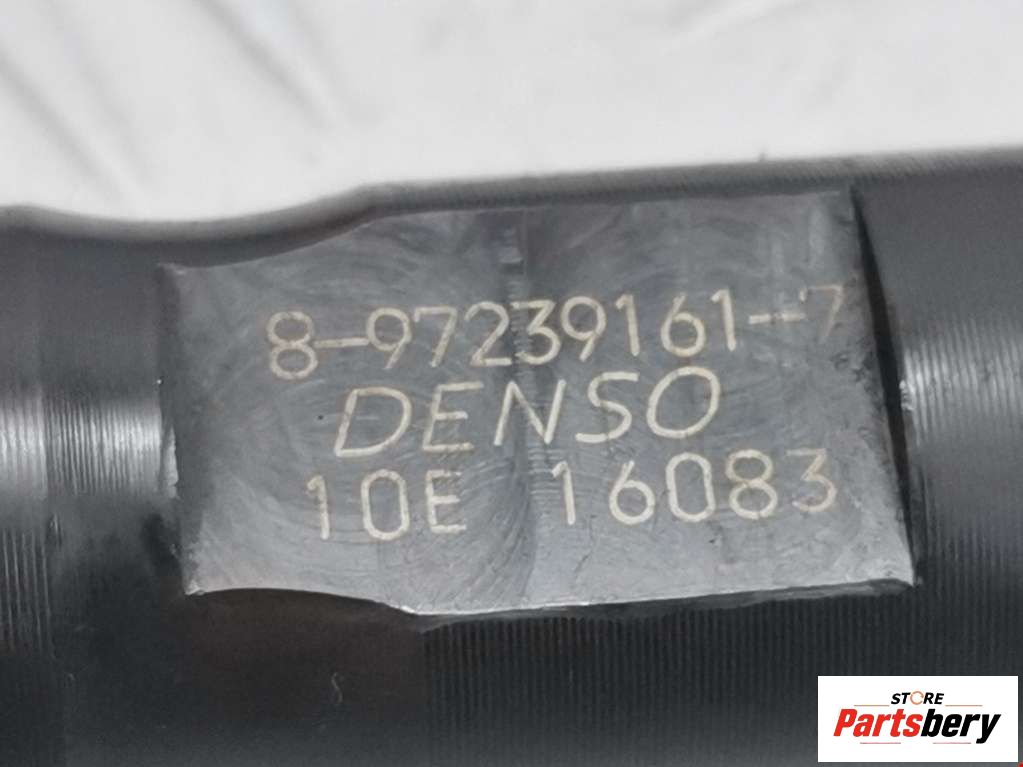 8-97239161-7
DENSO
10E 16083
STORE
Partsbery